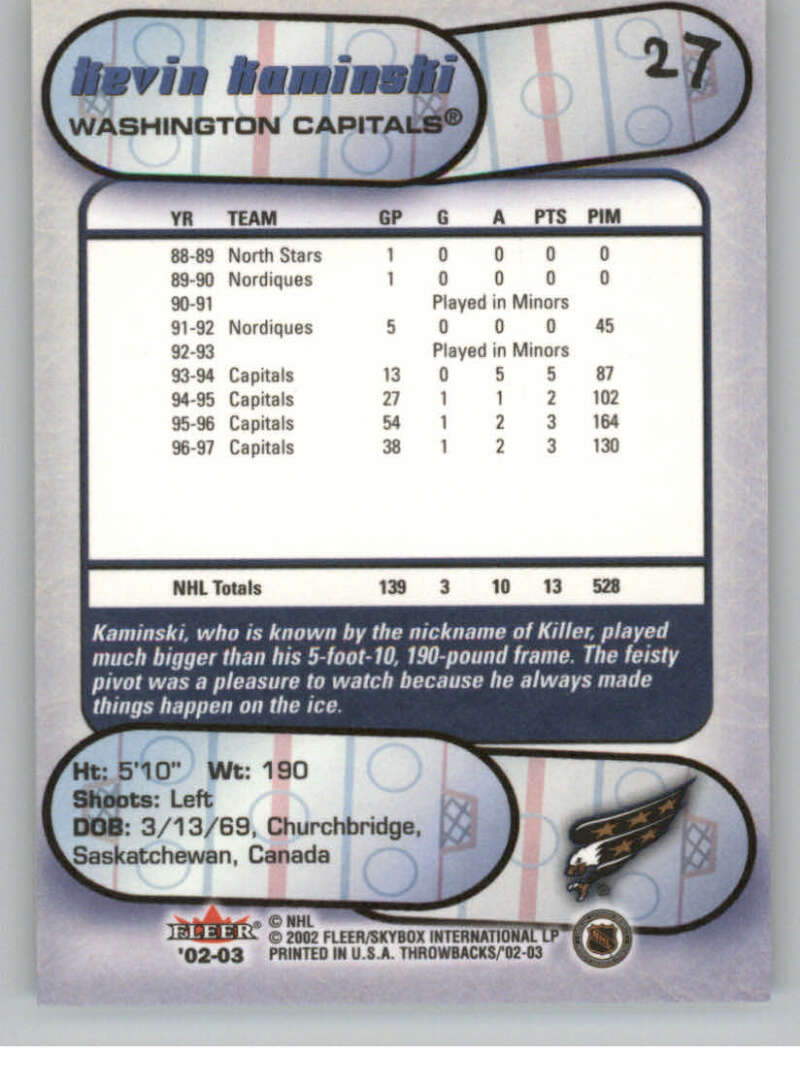 Kevin Kaminski
27
WASHINGTON CAPITALS®
YR TEAM GP G A PTS PIM
88-89 North Stars 1 0 0 0 0
89-90 Nordiques 1 0 0 0 0
90-91 Played in Minors
91-92 Nordiques 5 0 0 0 45
92-93 Played in Minors
93-94 Capitals 13 0 5 5 87
94-95 Capitals 27 1 1 2 102
95-96 Capitals 54 1 2 3 164
96-97 Capitals 38 1 2 3 130
NHL Totals 139 3 10 13 528
Kaminski, who is known by the nickname of Killer, played
much bigger than his 5-foot-10, 190-pound frame. The feisty
pivot was a pleasure to watch because he always made
things happen on the ice.
Ht: 5'10" Wt: 190
Shoots: Left
DOB: 3/13/69, Churchbridge,
Saskatchewan, Canada
FLEER®
'02-03
© NHL
© 2002 FLEER/SKYBOX INTERNATIONAL LP
PRINTED IN U.S.A. THROWBACKS/'02-03
NHL